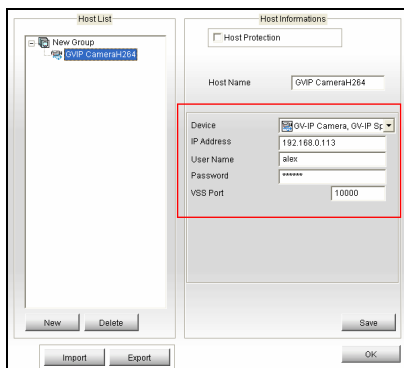 Host List
New Group
GVIP CameraH264
New
Delete
Import
Export
Host Informations
Host Protection
Host Name
GVIP CameraH264
Device
GV-IP Camera, GV-IP Sp
IP Address
192.168.0.113
User Name
alex
Password
******
VSS Port
10000
Save
OK